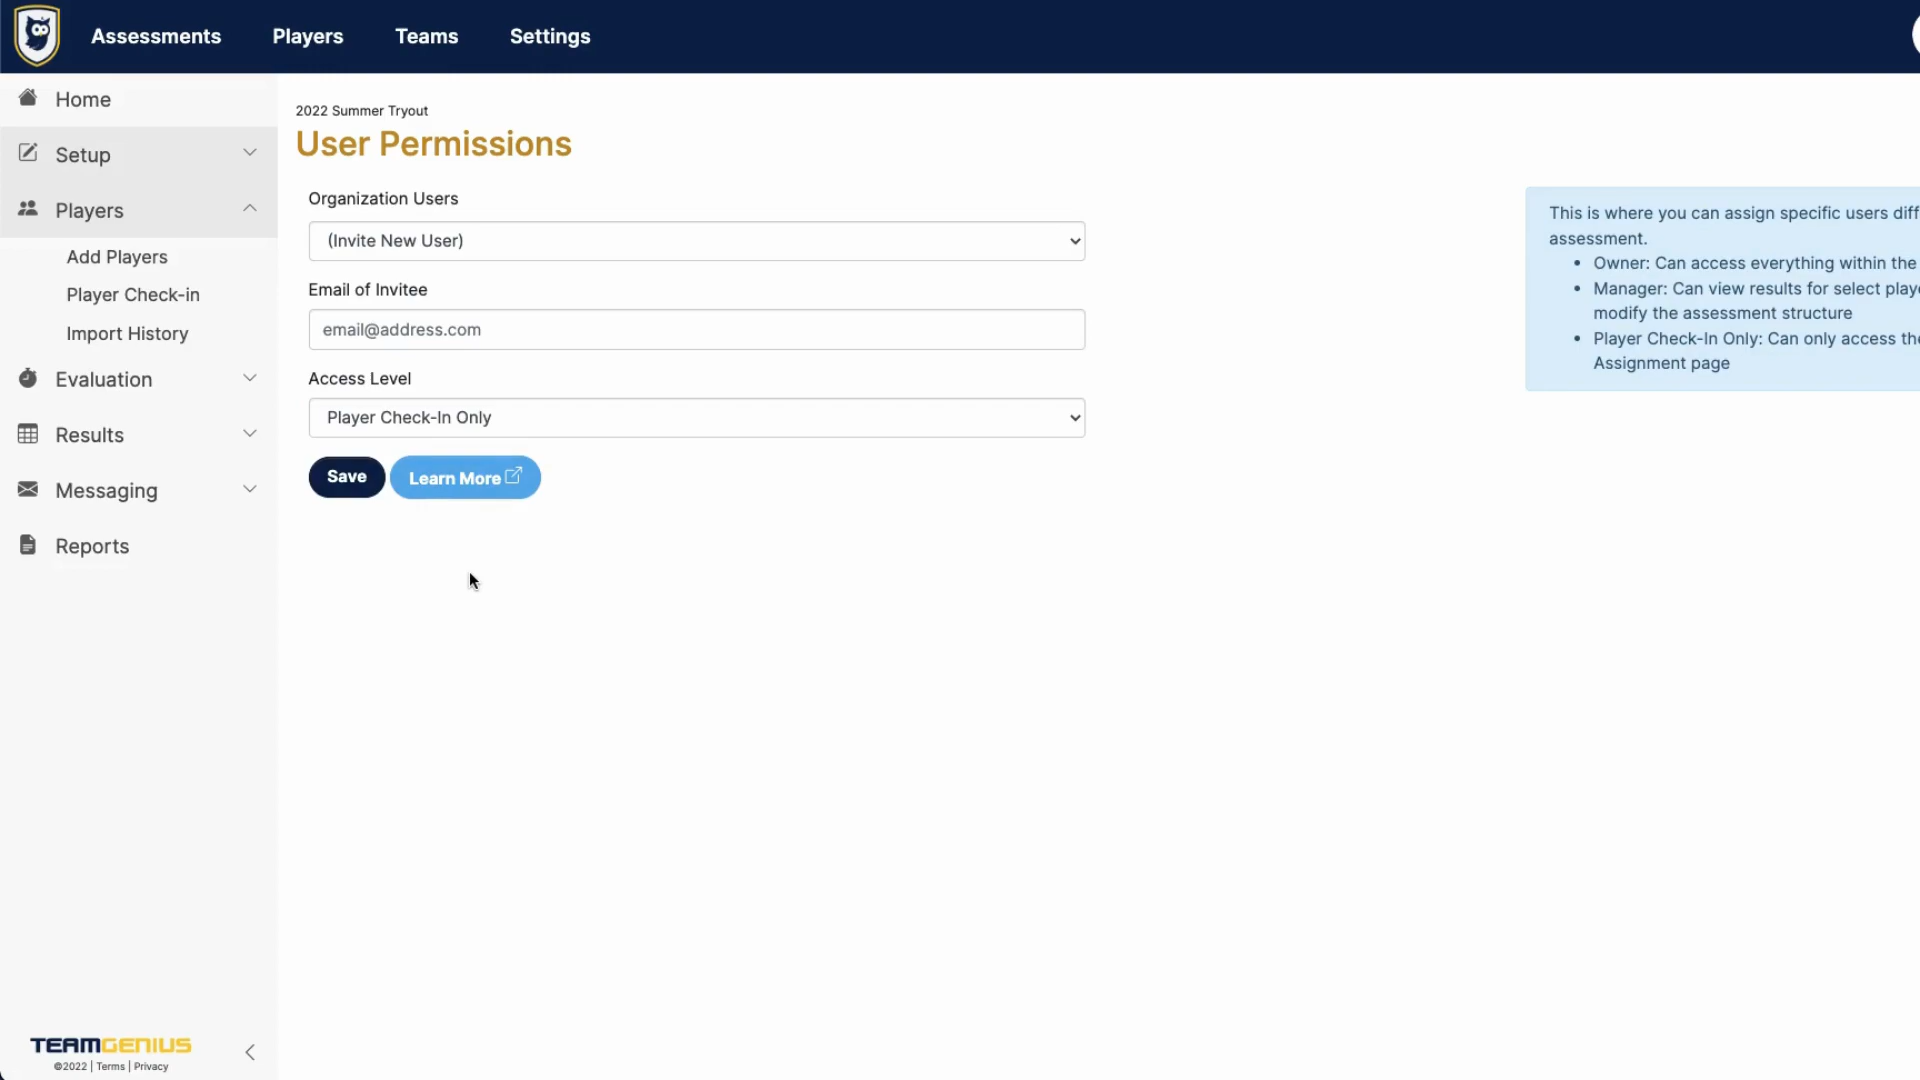 Assessments Players Teams Settings
Home
Setup
Players
Add Players
Player Check-in
Import History
Evaluation
Results
Messaging
Reports
TEAMGENIUS
©2022 | Terms | Privacy
2022 Summer Tryout
User Permissions
Organization Users
(Invite New User)
Email of Invitee
email@address.com
Access Level
Player Check-In Only
Save Learn More
This is where you can assign specific users
assessment.
• Owner: Can access everything within the
• Manager: Can view results for select
modify the assessment structure
• Player Check-In Only: Can only access
Assignment page